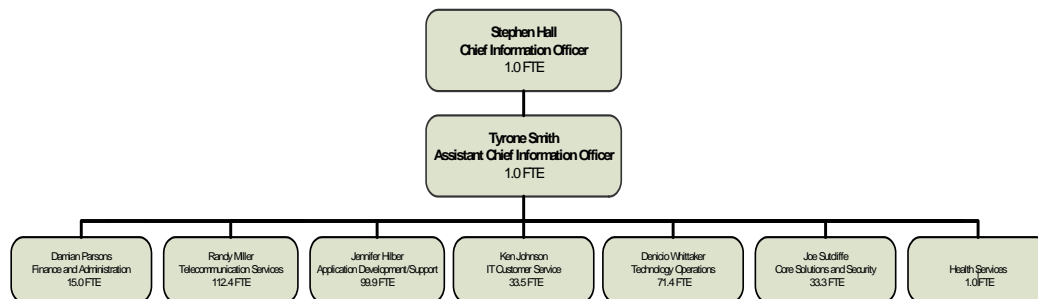 Stephen Hall
Chief Information Officer
1.0 FTE
Tyrone Smith
Assistant Chief Information Officer
1.0 FTE
Damian Parsons
Finance and Administration
15.0 FTE
Randy Miller
Telecommunication Services
112.4 FTE
Jennifer Hilber
Application Development/Support
99.9 FTE
Ken Johnson
IT Customer Service
33.5 FTE
Denicio Whittaker
Technology Operations
71.4 FTE
Joe Sutcliffe
Core Solutions and Security
33.3 FTE
Health Services
1.0 FTE